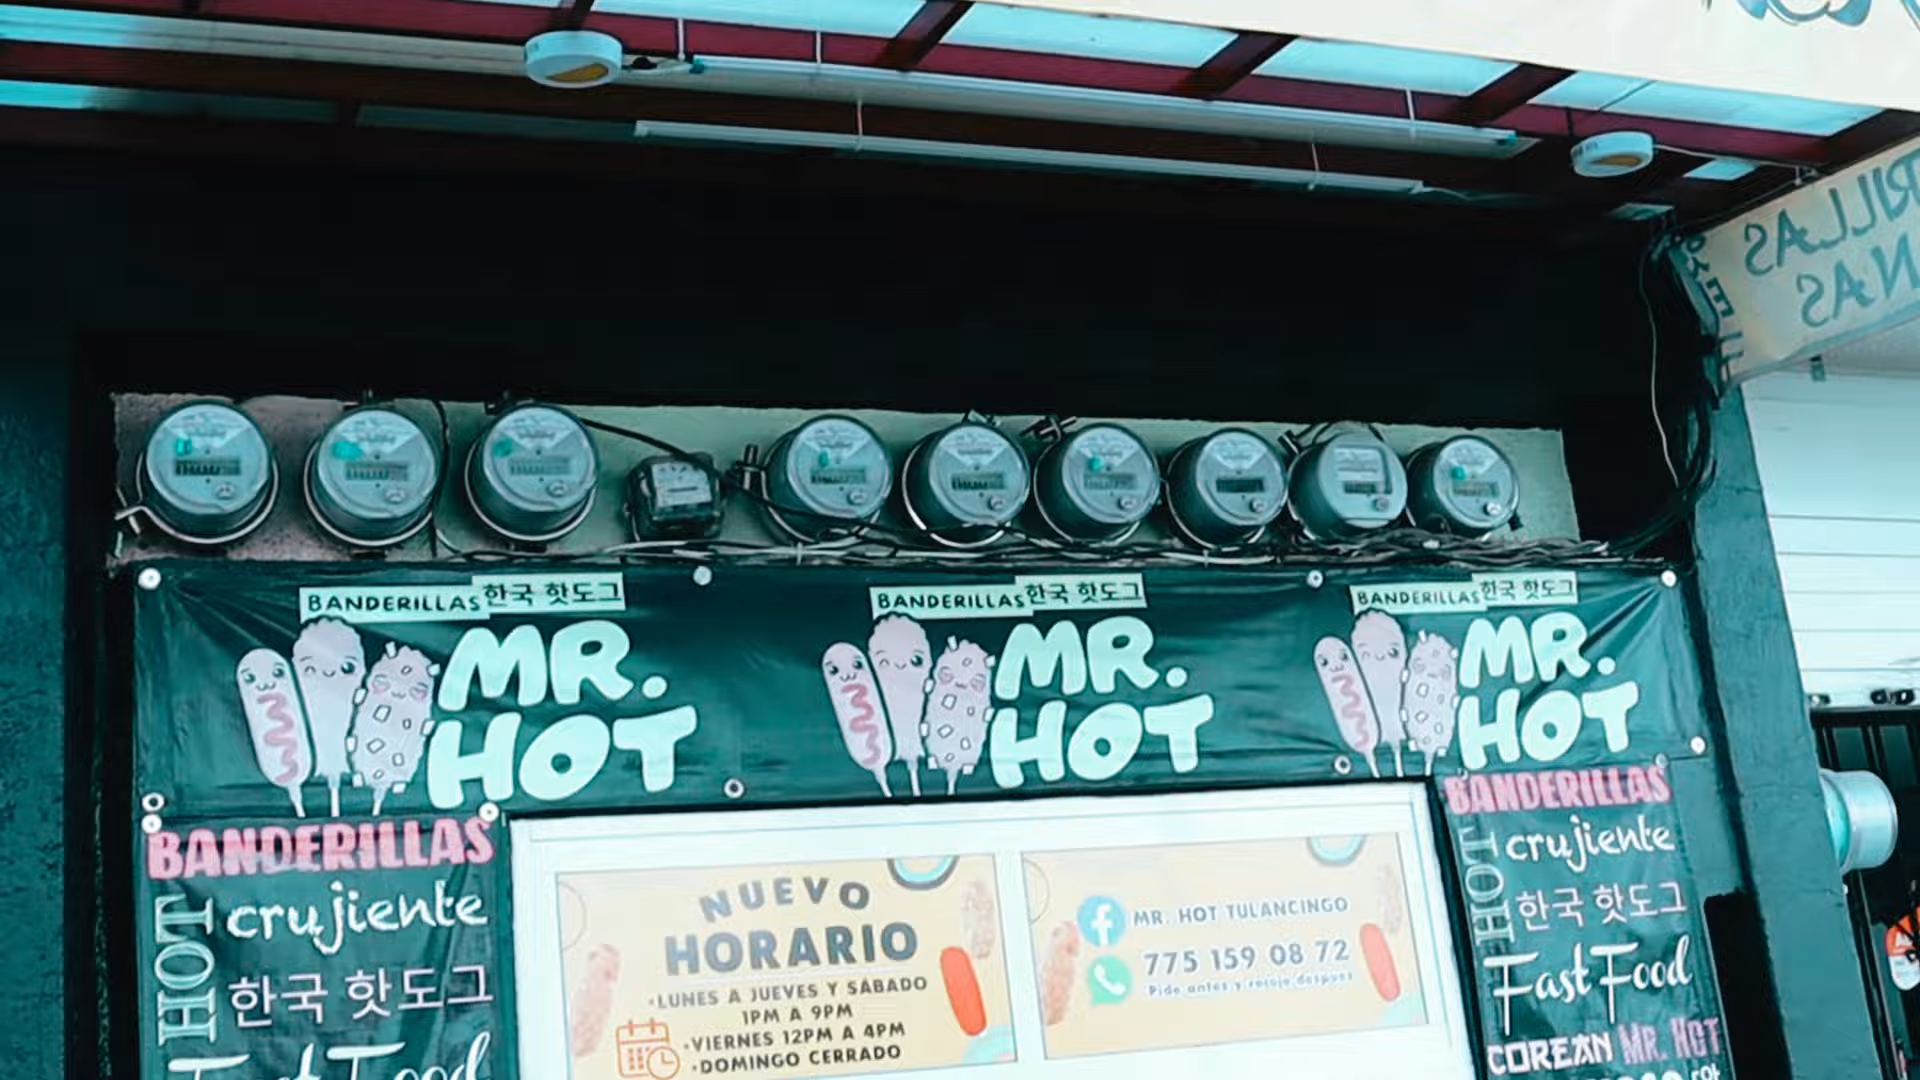 BANDERILLAS 한국 핫도그
MR.
HOT
BANDERILLAS 한국 핫도그
MR.
HOT
BANDERILLAS 한국 핫도그
MR.
HOT
BANDERILLAS
HOT
crujiente
한국 핫도그
Fast Food
NUEVO
HORARIO
•LUNES A JUEVES Y SÁBADO
1PM A 9PM
•VIERNES 12PM A 4PM
•DOMINGO CERRADO
MR. HOT TULANCINGO
775 159 08 72
Pide antes y recoje despues
BANDERILLAS
HOT
crujiente
한국 핫도그
Fast Food
COREAN MR. HOT